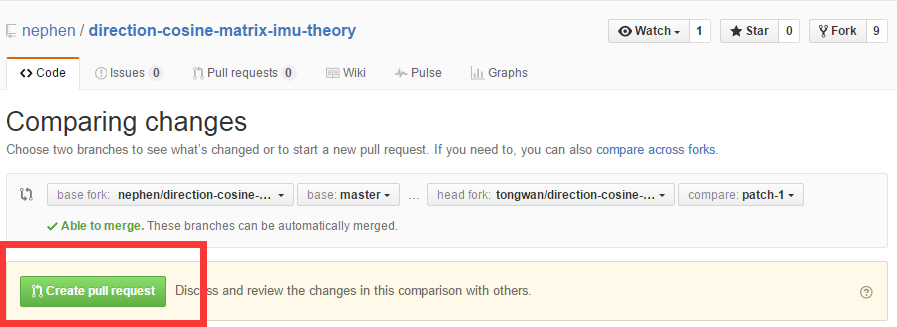 nephen / direction-cosine-matrix-imu-theory
Watch 1 Star 0 Fork 9
Code Issues 0 Pull requests 0 Wiki Pulse Graphs
Comparing changes
Choose two branches to see what's changed or to start a new pull request. If you need to, you can also compare across forks.
base fork: nephen/direction-cosine-... base: master ... head fork: tongwan/direction-cosine-... compare: patch-1
Able to merge. These branches can be automatically merged.
Create pull request Discuss and review the changes in this comparison with others. ?